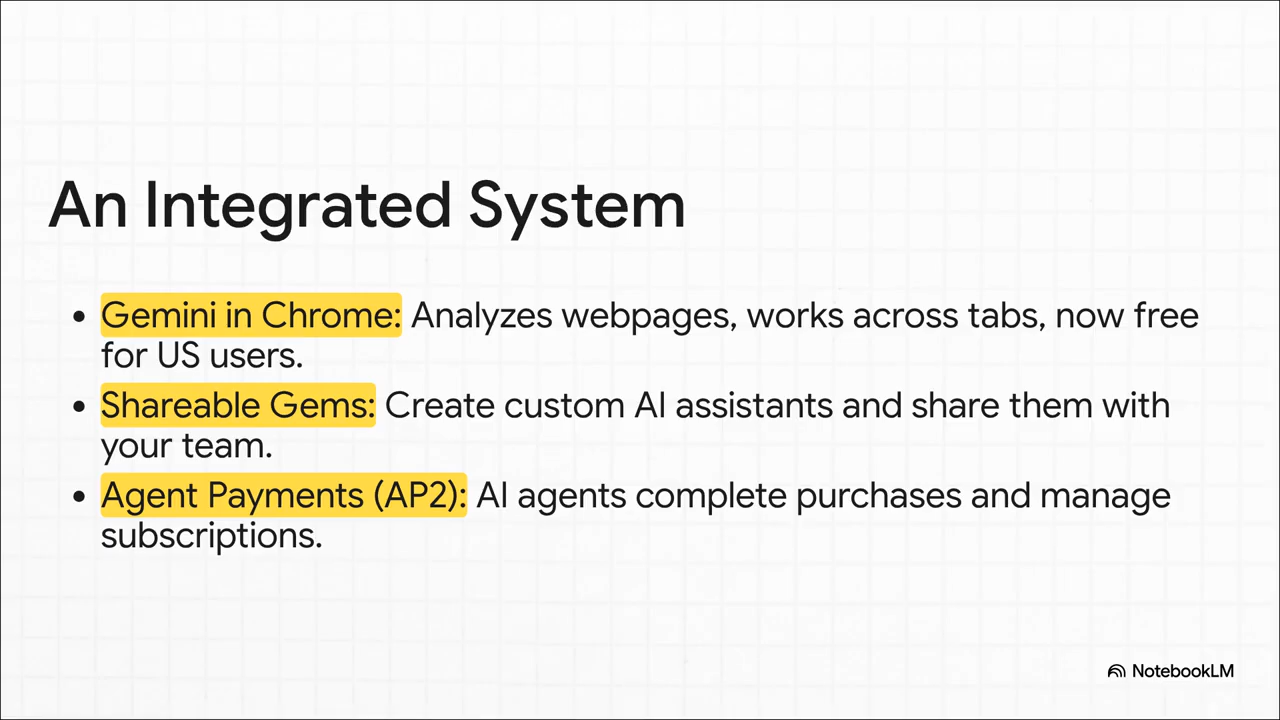 An Integrated System
• Gemini in Chrome: Analyzes webpages, works across tabs, now free
for US users.
• Shareable Gems: Create custom AI assistants and share them with
your team.
• Agent Payments (AP2): AI agents complete purchases and manage
subscriptions.
NotebookLM